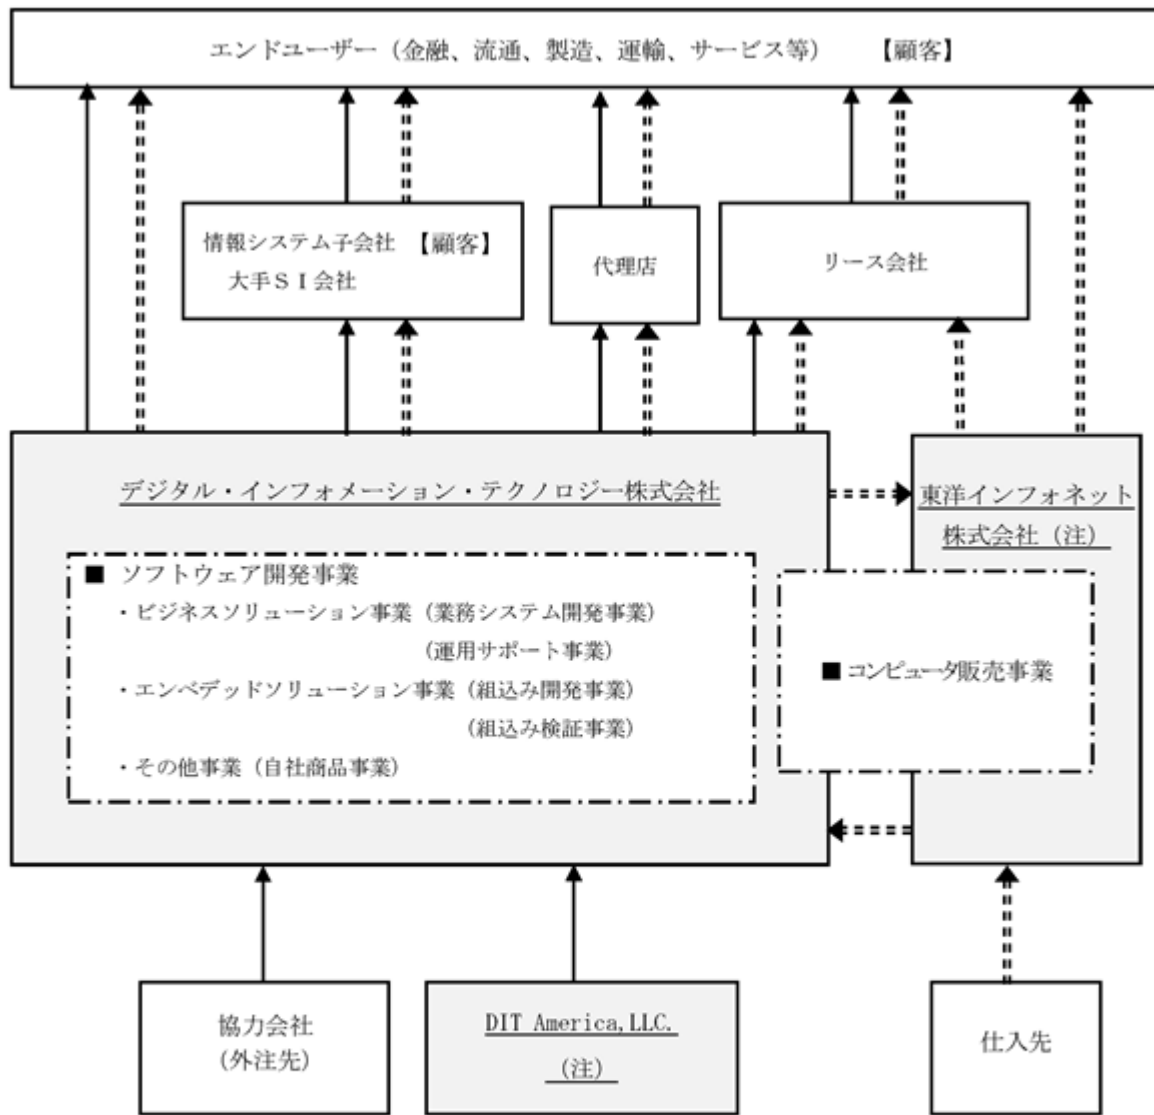 エンドユーザー（金融、流通、製造、運輸、サービス等）　【顧客】
情報システム子会社　【顧客】
大手ＳＩ会社
代理店
リース会社
デジタル・インフォメーション・テクノロジー株式会社
東洋インフォネット
株式会社（注）
■ ソフトウェア開発事業
・ビジネスソリューション事業（業務システム開発事業）
（運用サポート事業）
・エンベデッドソリューション事業（組込み開発事業）
（組込み検証事業）
・その他事業（自社商品事業）
■コンピュータ販売事業
協力会社
（外注先）
DIT America,LLC.
（注）
仕入先